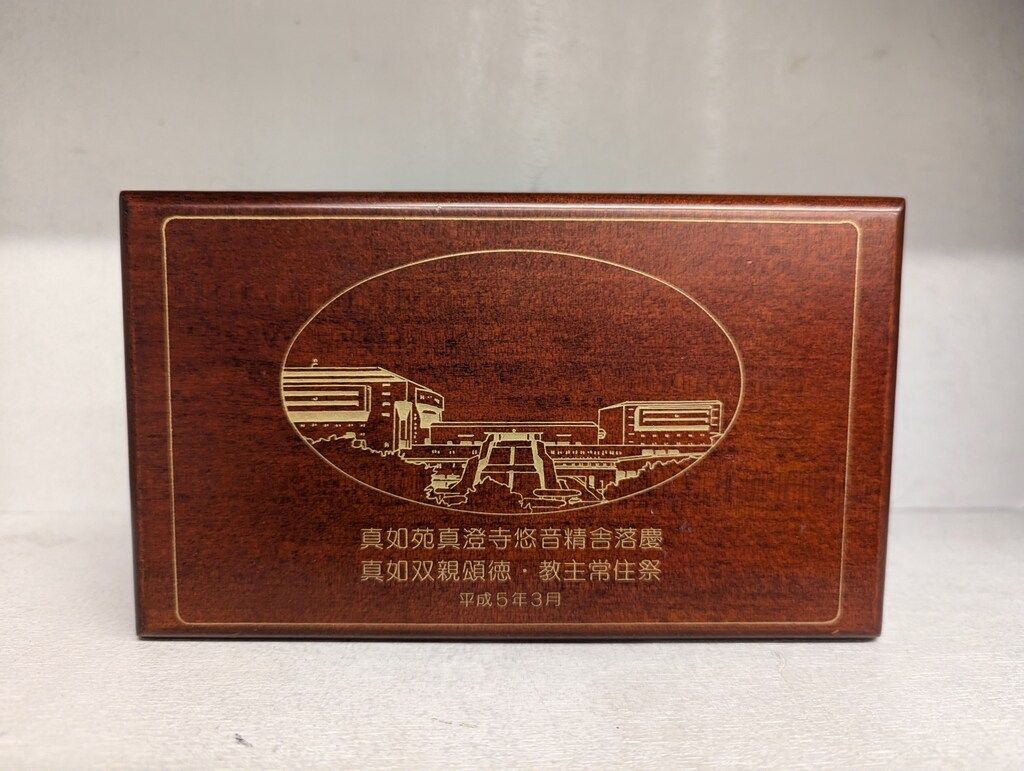 真如苑真澄寺悠音精舎落慶
真如双親頌徳・教主常住祭
平成5年3月